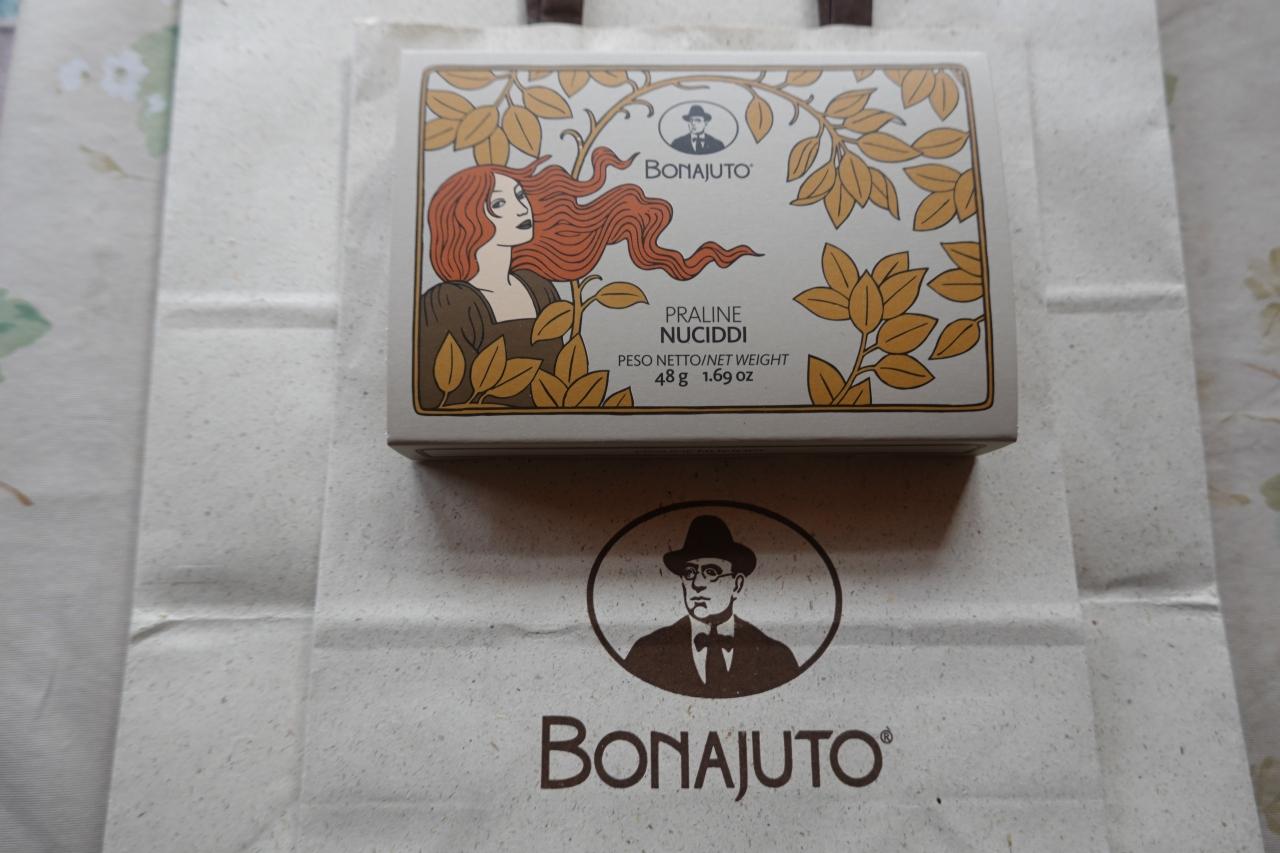 BONAJUTO®
PRALINE
NUCIDDI
PESO NETTO/NET WEIGHT
48 g 1.69 oz
BONAJUTO®